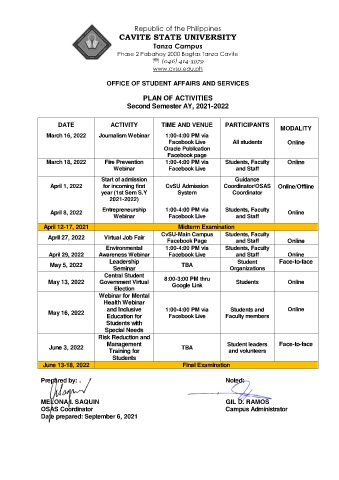 Republic of the Philippines
CAVITE STATE UNIVERSITY
Tanza Campus
Phase 2 Pabahay 2000 Bagtas Tanza Cavite
☎ (046) 414-3979
www.cvsu.edu.ph
OFFICE OF STUDENT AFFAIRS AND SERVICES
PLAN OF ACTIVITIES
Second Semester AY, 2021-2022
DATE ACTIVITY TIME AND VENUE PARTICIPANTS MODALITY
March 16, 2022 Journalism Webinar 1:00-4:00 PM via
Facebook Live
Oracle Publication
Facebook page
All students Online
March 18, 2022 Fire Prevention
Webinar
1:00-4:00 PM via
Facebook Live
Students, Faculty
and Staff
Online
April 1, 2022 Start of admission
for incoming first
year (1st Sem S.Y
2021-2022)
CvSU Admission
System
Guidance
Coordinator/OSAS
Coordinator
Online/Offline
April 8, 2022 Entrepreneurship
Webinar
1:00-4:00 PM via
Facebook Live
Students, Faculty
and Staff
Online
April 12-17, 2021 Midterm Examination
April 27, 2022 Virtual Job Fair CvSU-Main Campus
Facebook Page
Students, Faculty
and Staff
Online
April 29, 2022 Environmental
Awareness Webinar
1:00-4:00 PM via
Facebook Live
Students, Faculty
and Staff
Online
May 5, 2022 Leadership
Seminar
TBA Student
Organizations
Face-to-face
May 13, 2022 Central Student
Government Virtual
Election
8:00-3:00 PM thru
Google Link
Students Online
May 16, 2022 Webinar for Mental
Health Webinar
and Inclusive
Education for
Students with
Special Needs
1:00-4:00 PM via
Facebook Live
Students and
Faculty members
Online
June 3, 2022 Risk Reduction and
Management
Training for
Students
TBA Student leaders
and volunteers
Face-to-face
June 13-18, 2022 Final Examination
Prepared by: Noted:
MELONA I. SAQUIN GIL D. RAMOS
OSAS Coordinator Campus Administrator
Date prepared: September 6, 2021